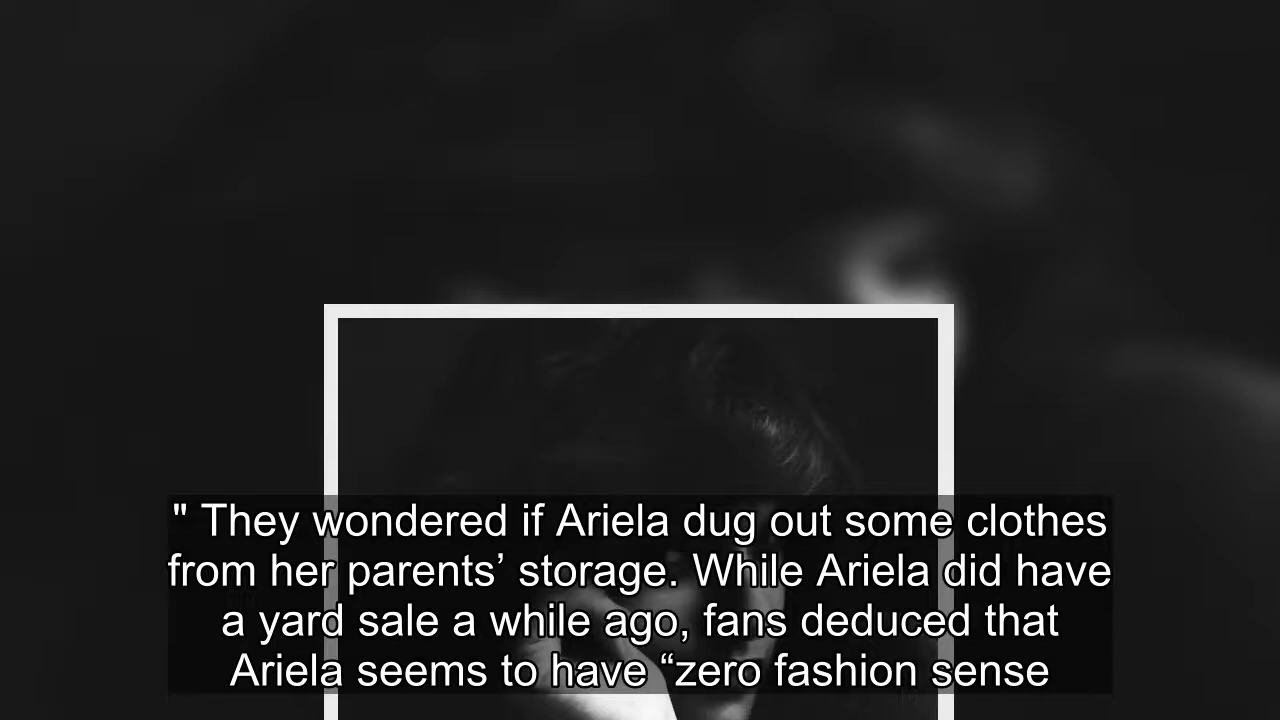 " They wondered if Ariela dug out some clothes
from her parents’ storage. While Ariela did have
a yard sale a while ago, fans deduced that
Ariela seems to have “zero fashion sense